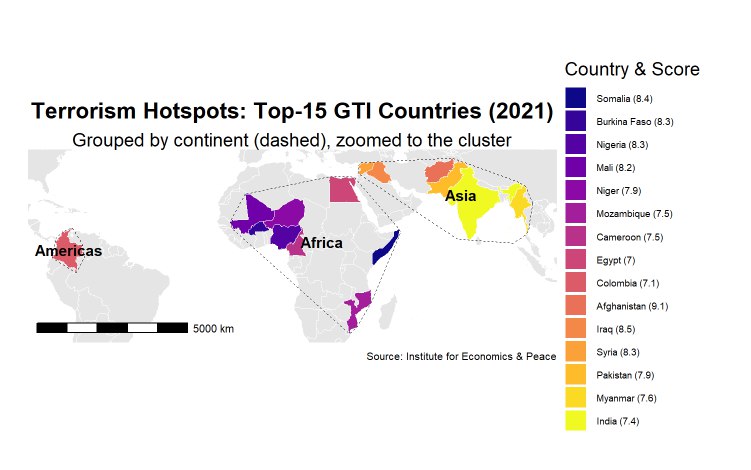 Terrorism Hotspots: Top-15 GTI Countries (2021)
Grouped by continent (dashed), zoomed to the cluster
Americas
Africa
Asia
5000 km
Source: Institute for Economics & Peace
Country & Score
Somalia (8.4)
Burkina Faso (8.3)
Nigeria (8.3)
Mali (8.2)
Niger (7.9)
Mozambique (7.5)
Cameroon (7.5)
Egypt (7)
Colombia (7.1)
Afghanistan (9.1)
Iraq (8.5)
Syria (8.3)
Pakistan (7.9)
Myanmar (7.6)
India (7.4)